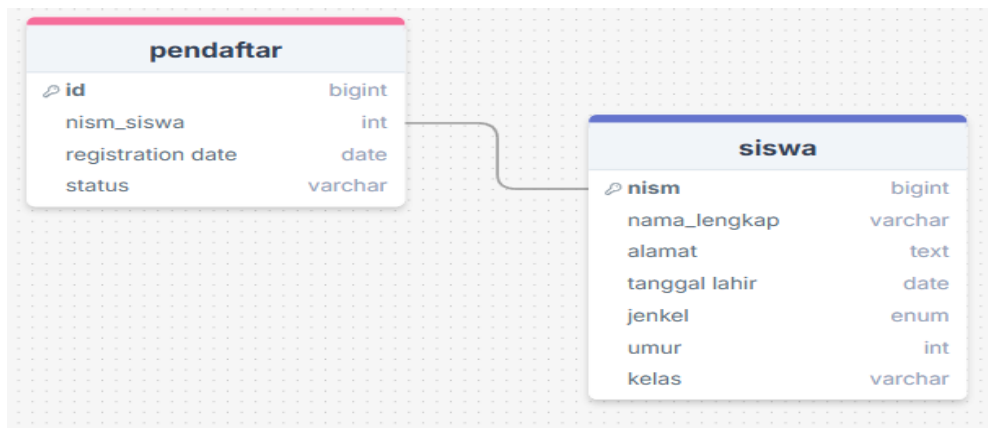 pendaftar
id bigint
nism_siswa int
registration date date
status varchar
siswa
nism bigint
nama_lengkap varchar
alamat text
tanggal lahir date
jenkel enum
umur int
kelas varchar